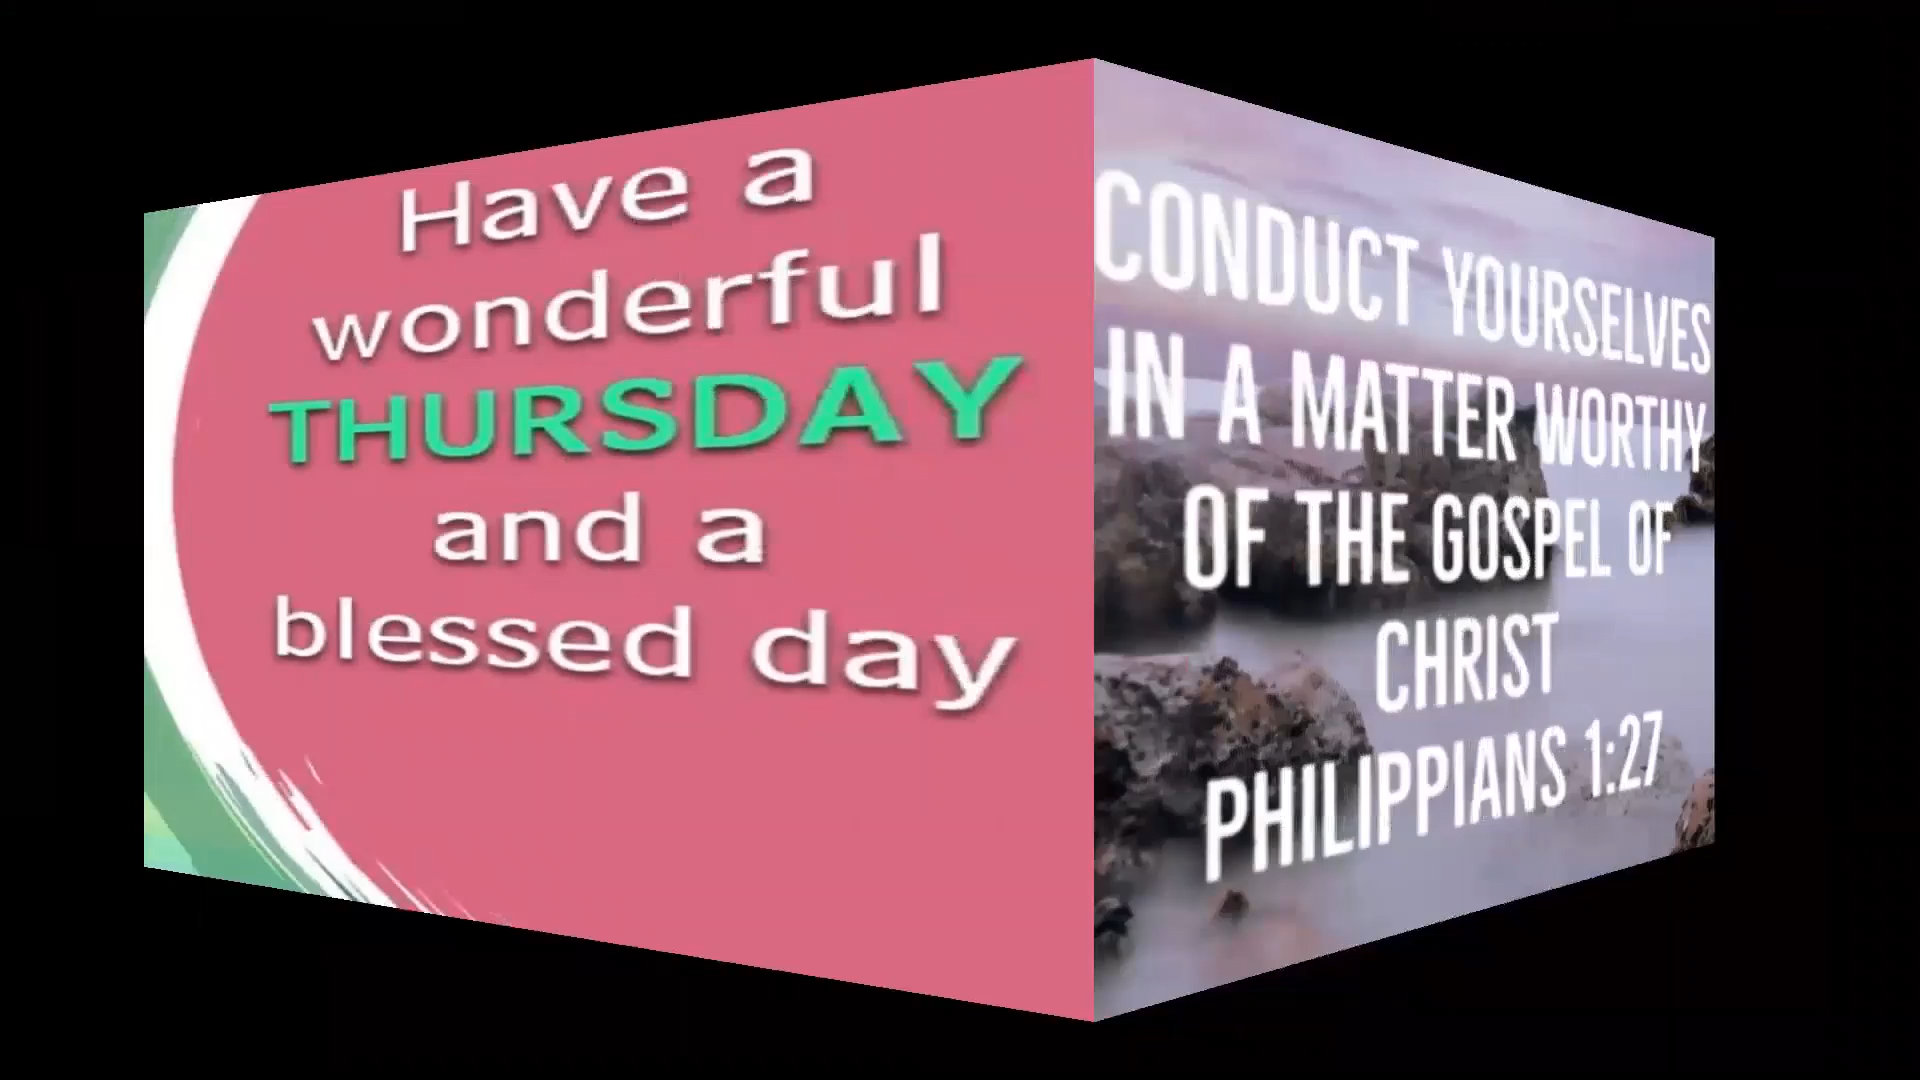 Have a
wonderful
THURSDAY
and a
blessed day
CONDUCT YOURSELVES
IN A MATTER WORTHY
OF THE GOSPEL OF
CHRIST
PHILIPPIANS 1:27